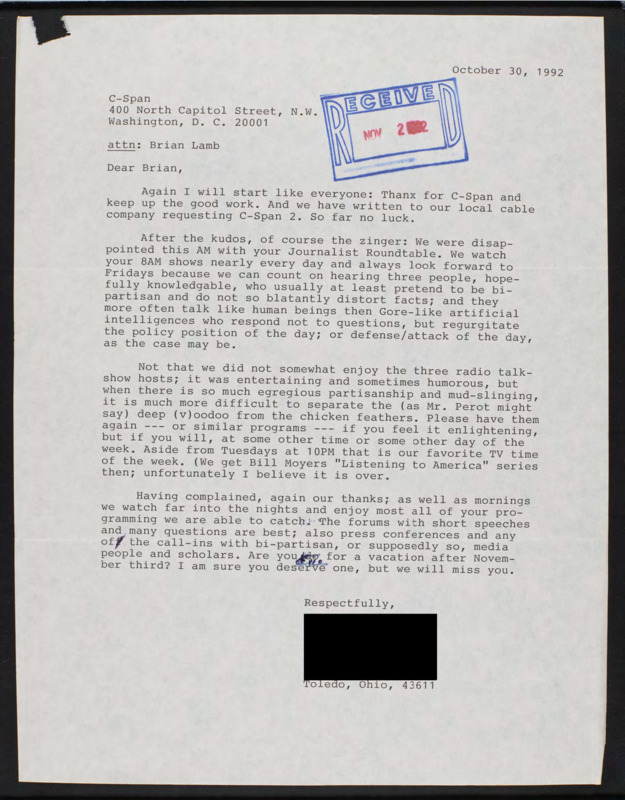 October 30, 1992
C-Span
400 North Capitol Street, N.W.
Washington, D. C. 20001
RECEIVED
NOV 2
attn: Brian Lamb
Dear Brian,
Again I will start like everyone: Thanx for C-Span and
keep up the good work. And we have written to our local cable
company requesting C-Span 2. So far no luck.
After the kudos, of course the zinger: We were disap-
pointed this AM with your Journalist Roundtable. We watch
your 8AM shows nearly every day and always look forward to
Fridays because we can count on hearing three people, hope-
fully knowledgable, who usually at least pretend to be bi-
partisan and do not so blatantly distort facts; and they
more often talk like human beings then Gore-like artificial
intelligences who respond not to questions, but regurgitate
the policy position of the day; or defense/attack of the day,
as the case may be.
Not that we did not somewhat enjoy the three radio talk-
show hosts; it was entertaining and sometimes humorous, but
when there is so much egregious partisanship and mud-slinging,
it is much more difficult to separate the (as Mr. Perot might
say) deep (v)oodoo from the chicken feathers. Please have them
again --- or similar programs --- if you feel it enlightening,
but if you will, at some other time or some other day of the
week. Aside from Tuesdays at 10PM that is our favorite TV time
of the week. (We get Bill Moyers "Listening to America" series
then; unfortunately I believe it is over.
Having complained, again our thanks; as well as mornings
we watch far into the nights and enjoy most all of your pro-
gramming we are able to catch. The forums with short speeches
and many questions are best; also press conferences and any
of the call-ins with bi-partisan, or supposedly so, media
people and scholars. Are you due for a vacation after Novem-
ber third? I am sure you deserve one, but we will miss you.
Respectfully,
Toledo, Ohio, 43611